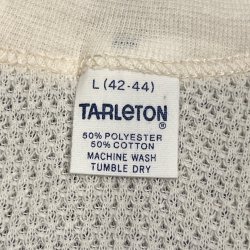 L (42-44)
TARLETON®
50% POLYESTER
50% COTTON
MACHINE WASH
TUMBLE DRY